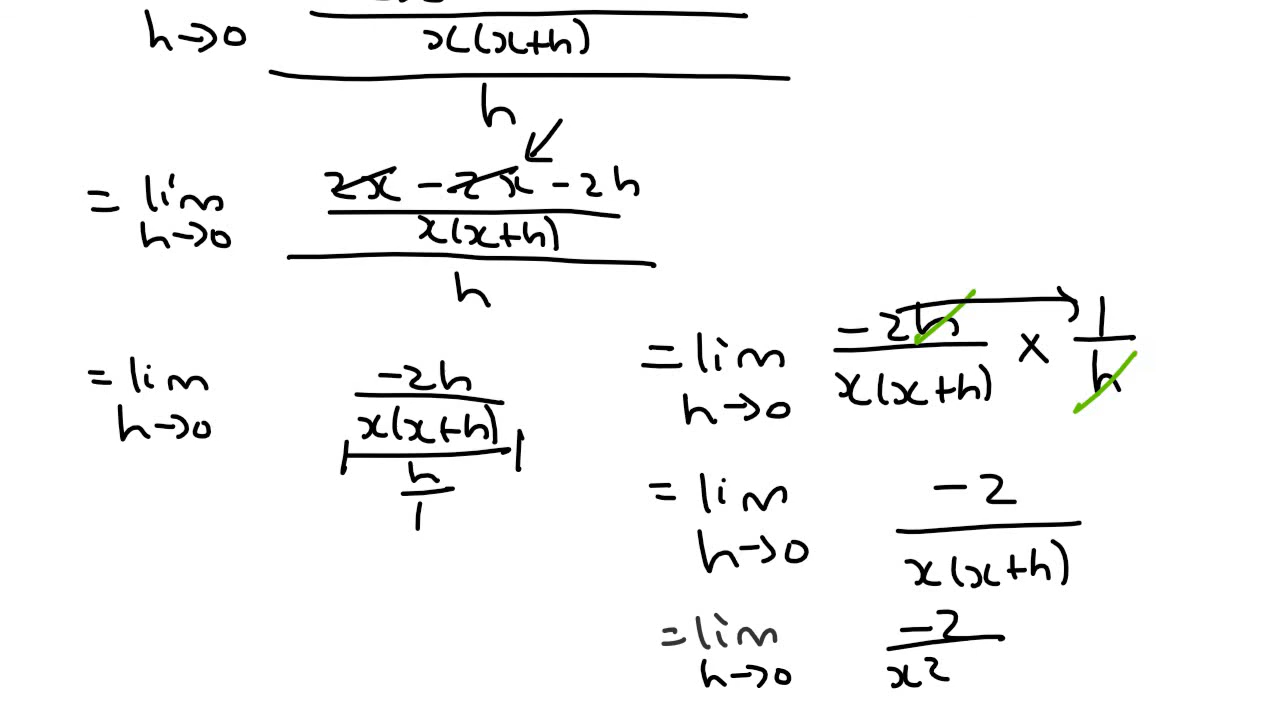 h→0 x(x+h)
h
= lim 2x - 2x - 2h
h→0 x(x+h)
h
= lim -2h
h→0 x(x+h)
h
1
= lim -2h × 1
h→0 x(x+h) h
= lim -2
h→0 x(x+h)
= lim -2
h→0 x²